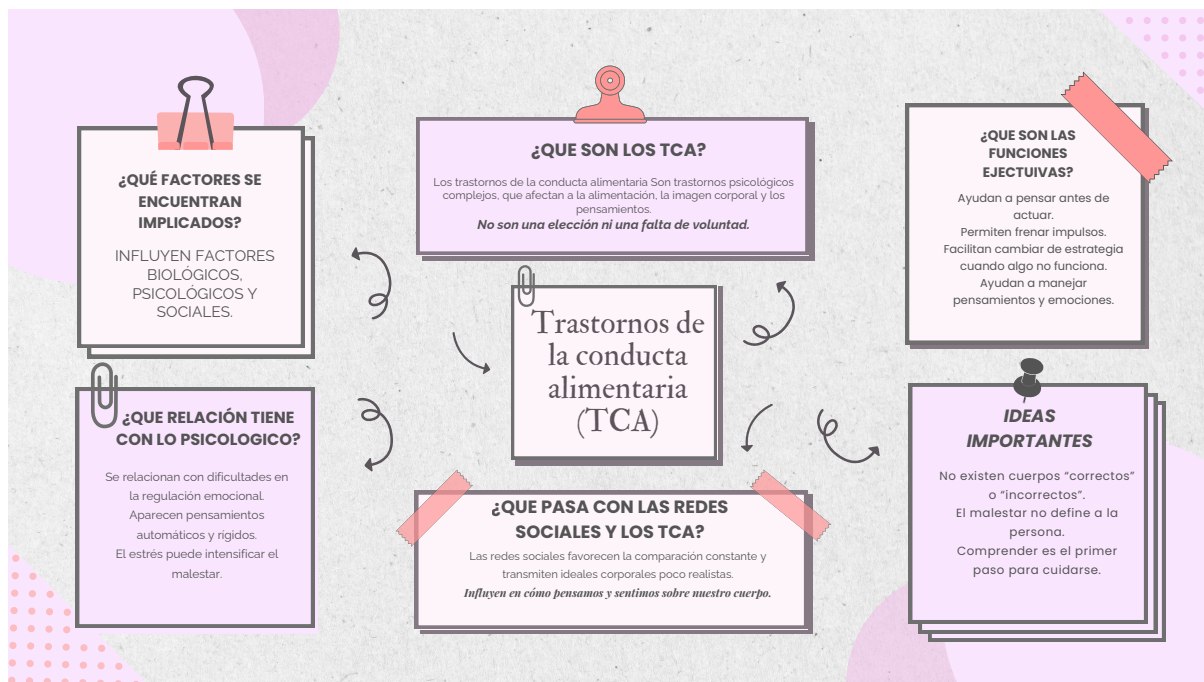 ¿QUÉ FACTORES SE
ENCUENTRAN
IMPLICADOS?
INFLUYEN FACTORES
BIOLÓGICOS,
PSICOLÓGICOS Y
SOCIALES.
¿QUE RELACIÓN TIENE
CON LO PSICOLOGICO?
Se relacionan con dificultades en
la regulación emocional.
Aparecen pensamientos
automáticos y rígidos.
El estrés puede intensificar el
malestar.
¿QUE SON LOS TCA?
Los trastornos de la conducta alimentaria Son trastornos psicológicos
complejos, que afectan a la alimentación, la imagen corporal y los
pensamientos.
No son una elección ni una falta de voluntad.
Trastornos de
la conducta
alimentaria
(TCA)
¿QUE PASA CON LAS REDES
SOCIALES Y LOS TCA?
Las redes sociales favorecen la comparación constante y
transmiten ideales corporales poco realistas.
Influyen en cómo pensamos y sentimos sobre nuestro cuerpo.
¿QUE SON LAS
FUNCIONES
EJECTUIVAS?
Ayudan a pensar antes de
actuar.
Permiten frenar impulsos.
Facilitan cambiar de estrategia
cuando algo no funciona.
Ayudan a manejar
pensamientos y emociones.
IDEAS
IMPORTANTES
No existen cuerpos “correctos”
o “incorrectos”.
El malestar no define a la
persona.
Comprender es el primer
paso para cuidarse.